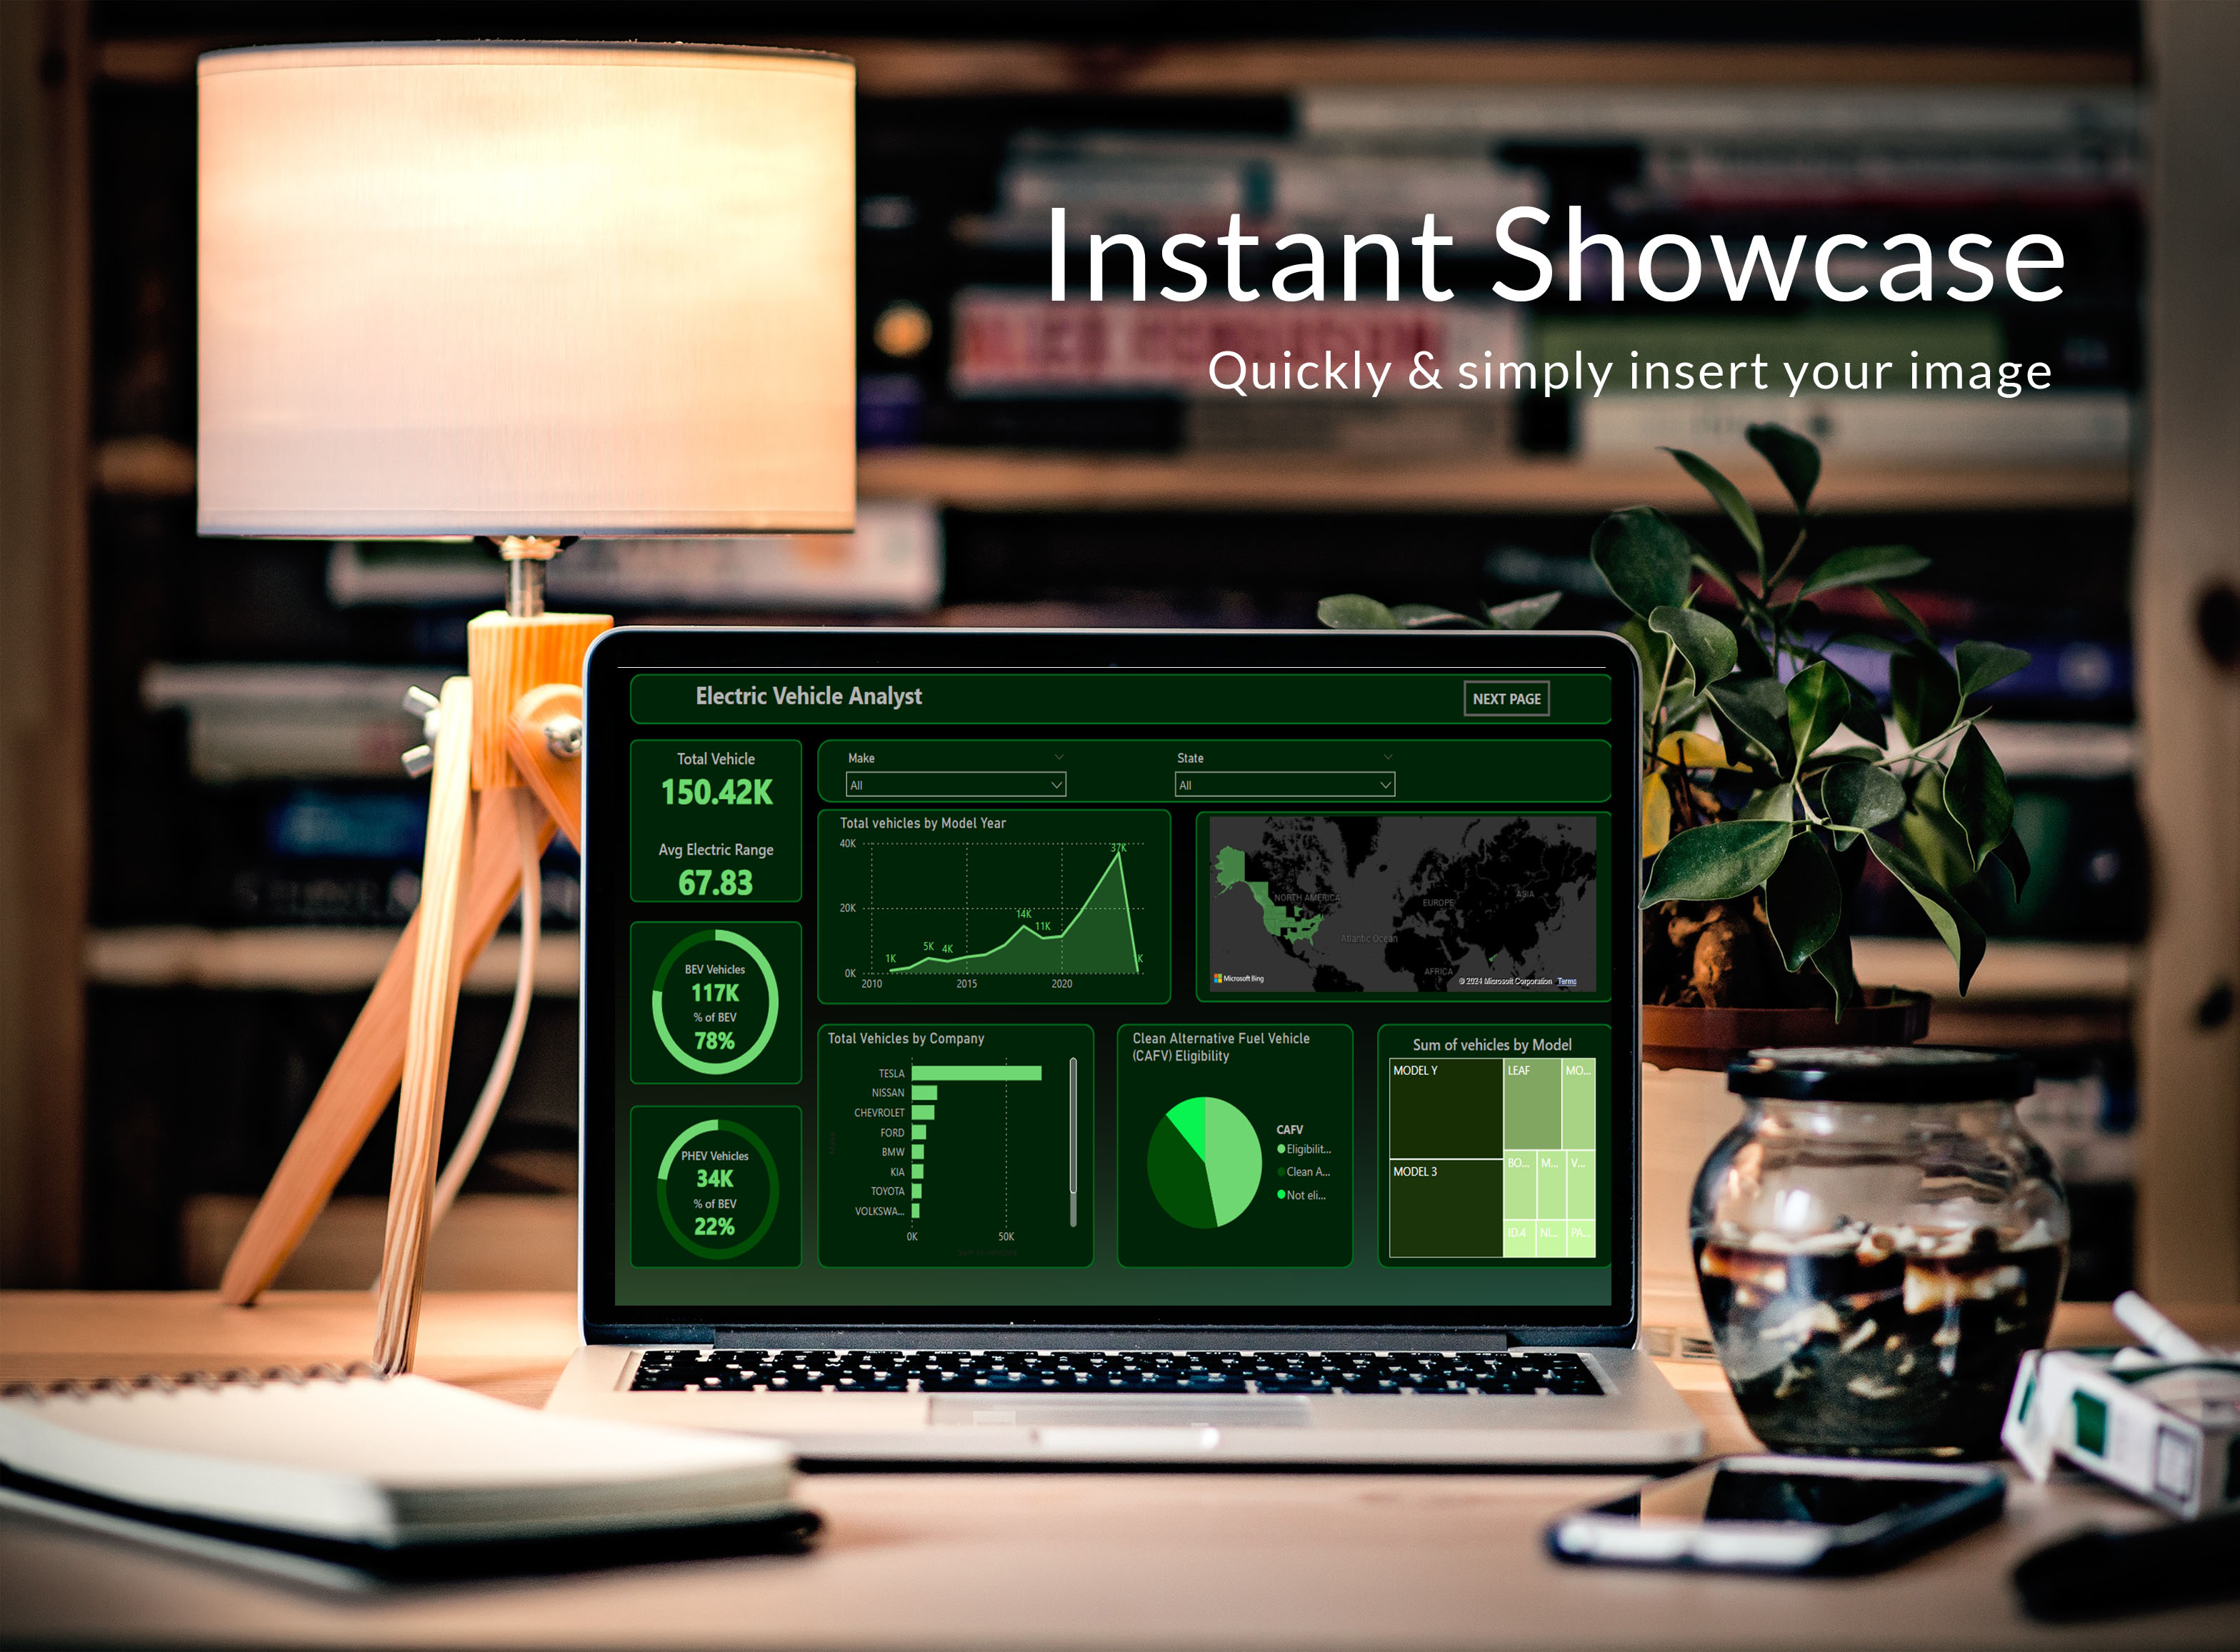 Instant Showcase
Quickly & simply insert your image
Electric Vehicle Analyst
NEXT PAGE
Total Vehicle
150.42K
Avg Electric Range
67.83
Make
All
State
All
Total vehicles by Model Year
40K
20K
0K
1K
5K
4K
14K
11K
37K
K
2010
2015
2020
NORTH AMERICA
EUROPE
ASIA
Atlantic Ocean
AFRICA
Microsoft Bing
© 2024 Microsoft Corporation Terms
BEV Vehicles
117K
% of BEV
78%
PHEV Vehicles
34K
% of BEV
22%
Total Vehicles by Company
TESLA
NISSAN
CHEVROLET
FORD
BMW
KIA
TOYOTA
VOLKSWA...
0K
50K
Clean Alternative Fuel Vehicle
(CAFV) Eligibility
CAFV
Eligibilit...
Clean A...
Not eli...
Sum of vehicles by Model
MODEL Y
LEAF
MO...
MODEL 3
BO...
M...
V...
ID.4
NI...
PA...